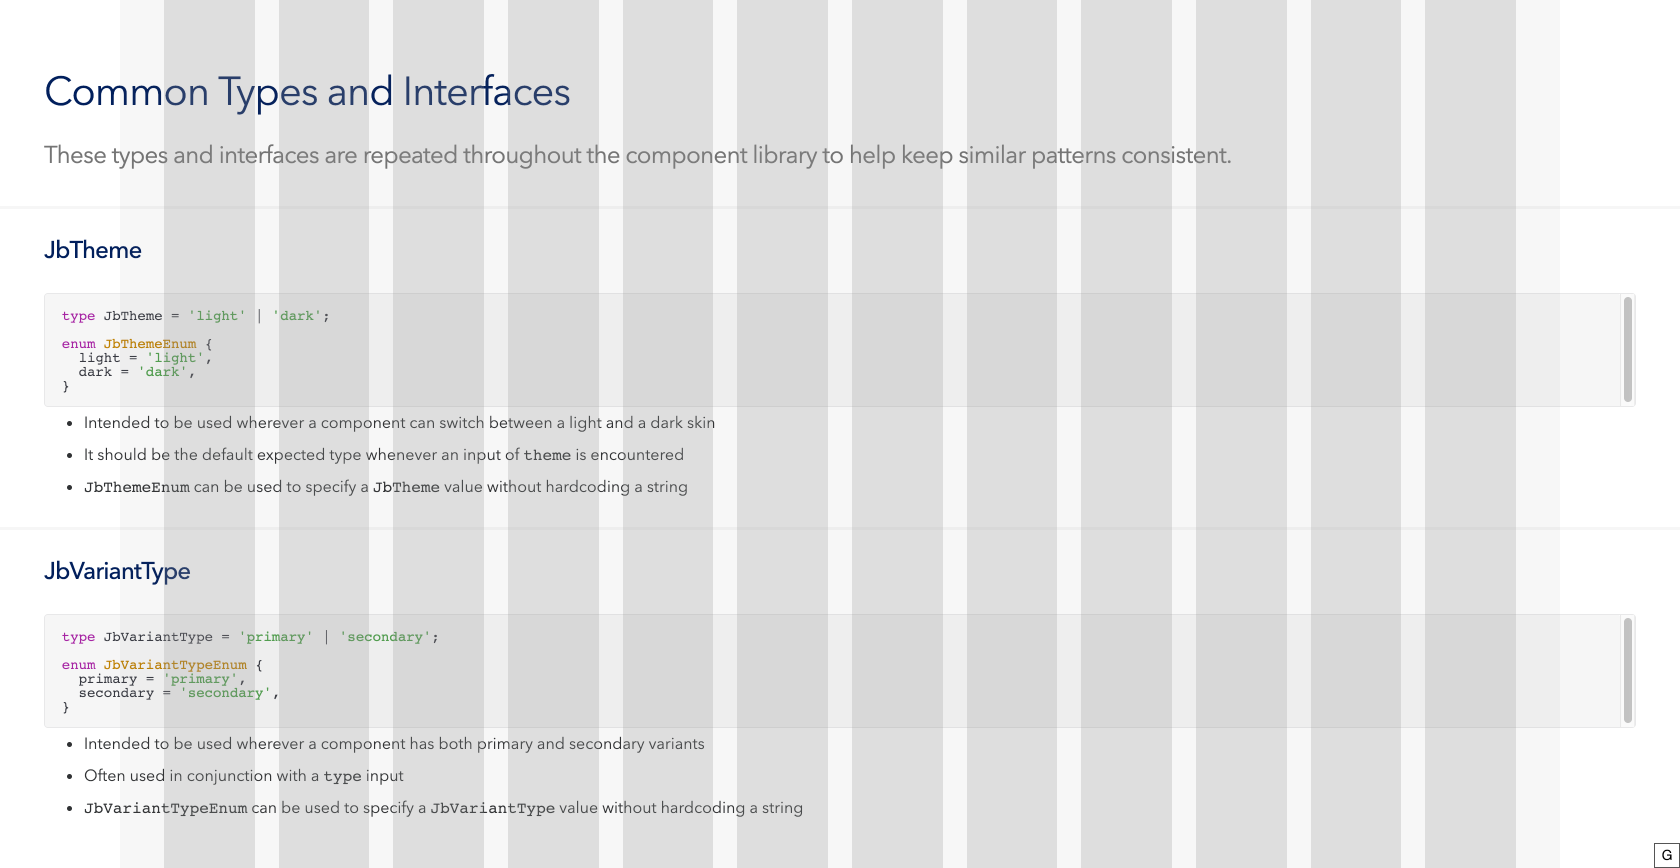 Common Types and Interfaces
These types and interfaces are repeated throughout the component library to help keep similar patterns consistent.
JbTheme
type JbTheme = 'light' | 'dark';
enum JbThemeEnum {
  light = 'light',
  dark = 'dark',
}
• Intended to be used wherever a component can switch between a light and a dark skin
• It should be the default expected type whenever an input of theme is encountered
• JbThemeEnum can be used to specify a JbTheme value without hardcoding a string
JbVariantType
type JbVariantType = 'primary' | 'secondary';
enum JbVariantTypeEnum {
  primary = 'primary',
  secondary = 'secondary',
}
• Intended to be used wherever a component has both primary and secondary variants
• Often used in conjunction with a type input
• JbVariantTypeEnum can be used to specify a JbVariantType value without hardcoding a string
G